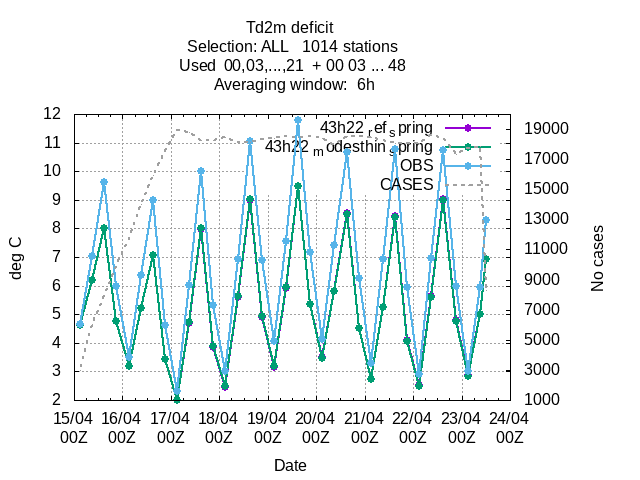 Td2m deficit
Selection: ALL   1014 stations
Used  00,03,...,21  + 00 03 ... 48
Averaging window:  6h
43h22_ref_spring
43h22_modesthin_spring
OBS
CASES
deg C
12
11
10
9
8
7
6
5
4
3
2
19000
17000
15000
13000
11000
9000
7000
5000
3000
1000
No cases
15/04 16/04 17/04 18/04 19/04 20/04 21/04 22/04 23/04 24/04
00Z 00Z 00Z 00Z 00Z 00Z 00Z 00Z 00Z 00Z
Date